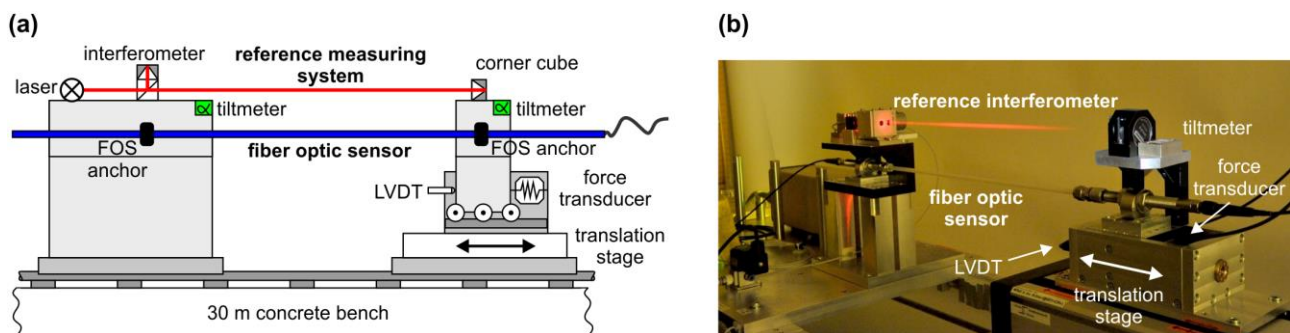 (a)
interferometer
reference measuring
system
corner cube
laser
tiltmeter
tiltmeter
FOS
anchor
fiber optic sensor
FOS anchor
LVDT
force
transducer
translation
stage
30 m concrete bench
(b)
reference interferometer
tiltmeter
force
transducer
fiber optic
sensor
LVDT
translation
stage